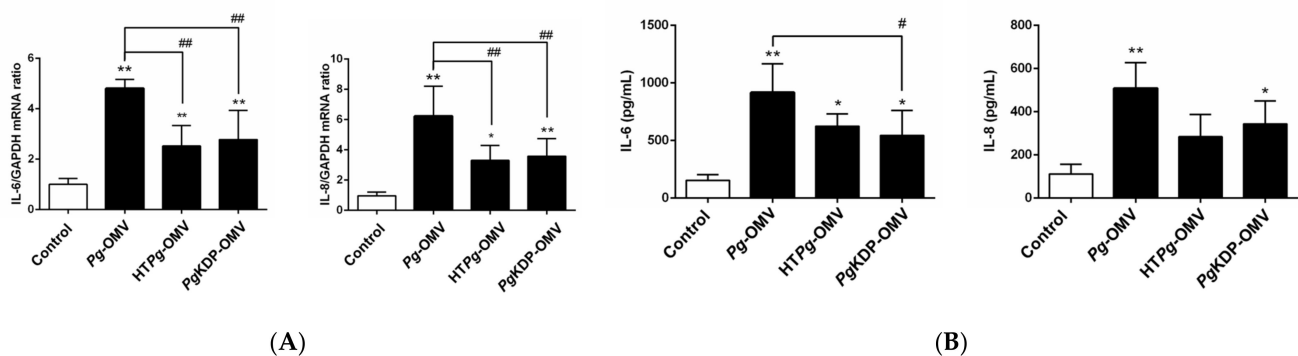 ##
##
**
**
**
IL-6/GAPDH mRNA ratio
6
4
2
0
Control
Pg-OMV
HTPg-OMV
PgKDP-OMV
##
##
**
*
**
IL-8/GAPDH mRNA ratio
10
8
6
4
2
0
Control
Pg-OMV
HTPg-OMV
PgKDP-OMV
(A)
#
**
*
*
IL-6 (pg/mL)
1500
1000
500
0
Control
Pg-OMV
HTPg-OMV
PgKDP-OMV
**
*
IL-8 (pg/mL)
800
600
400
200
0
Control
Pg-OMV
HTPg-OMV
PgKDP-OMV
(B)